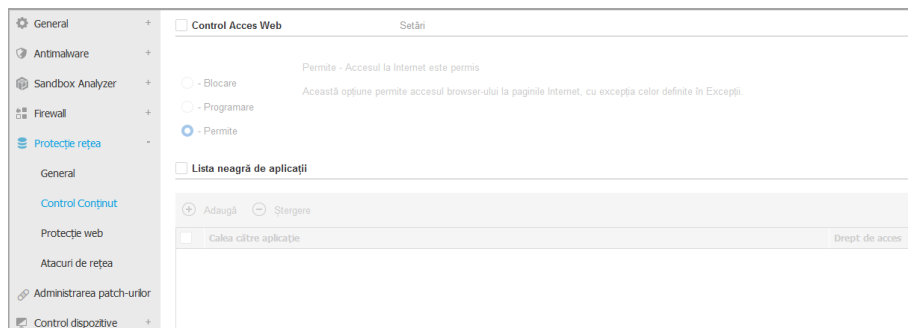 General +
Antimalware +
Sandbox Analyzer +
Firewall +
Protecție rețea -
General
Control Conținut
Protecție web
Atacuri de rețea
Administrarea patch-urilor
Control dispozitive +
Control Acces Web Setări
- Blocare
- Programare
- Permite
Permite - Accesul la Internet este permis
Această opțiune permite accesul browser-ului la paginile Internet, cu excepția celor definite în Excepții.
Lista neagră de aplicații
Adaugă Ștergere
Calea către aplicație Drept de acces